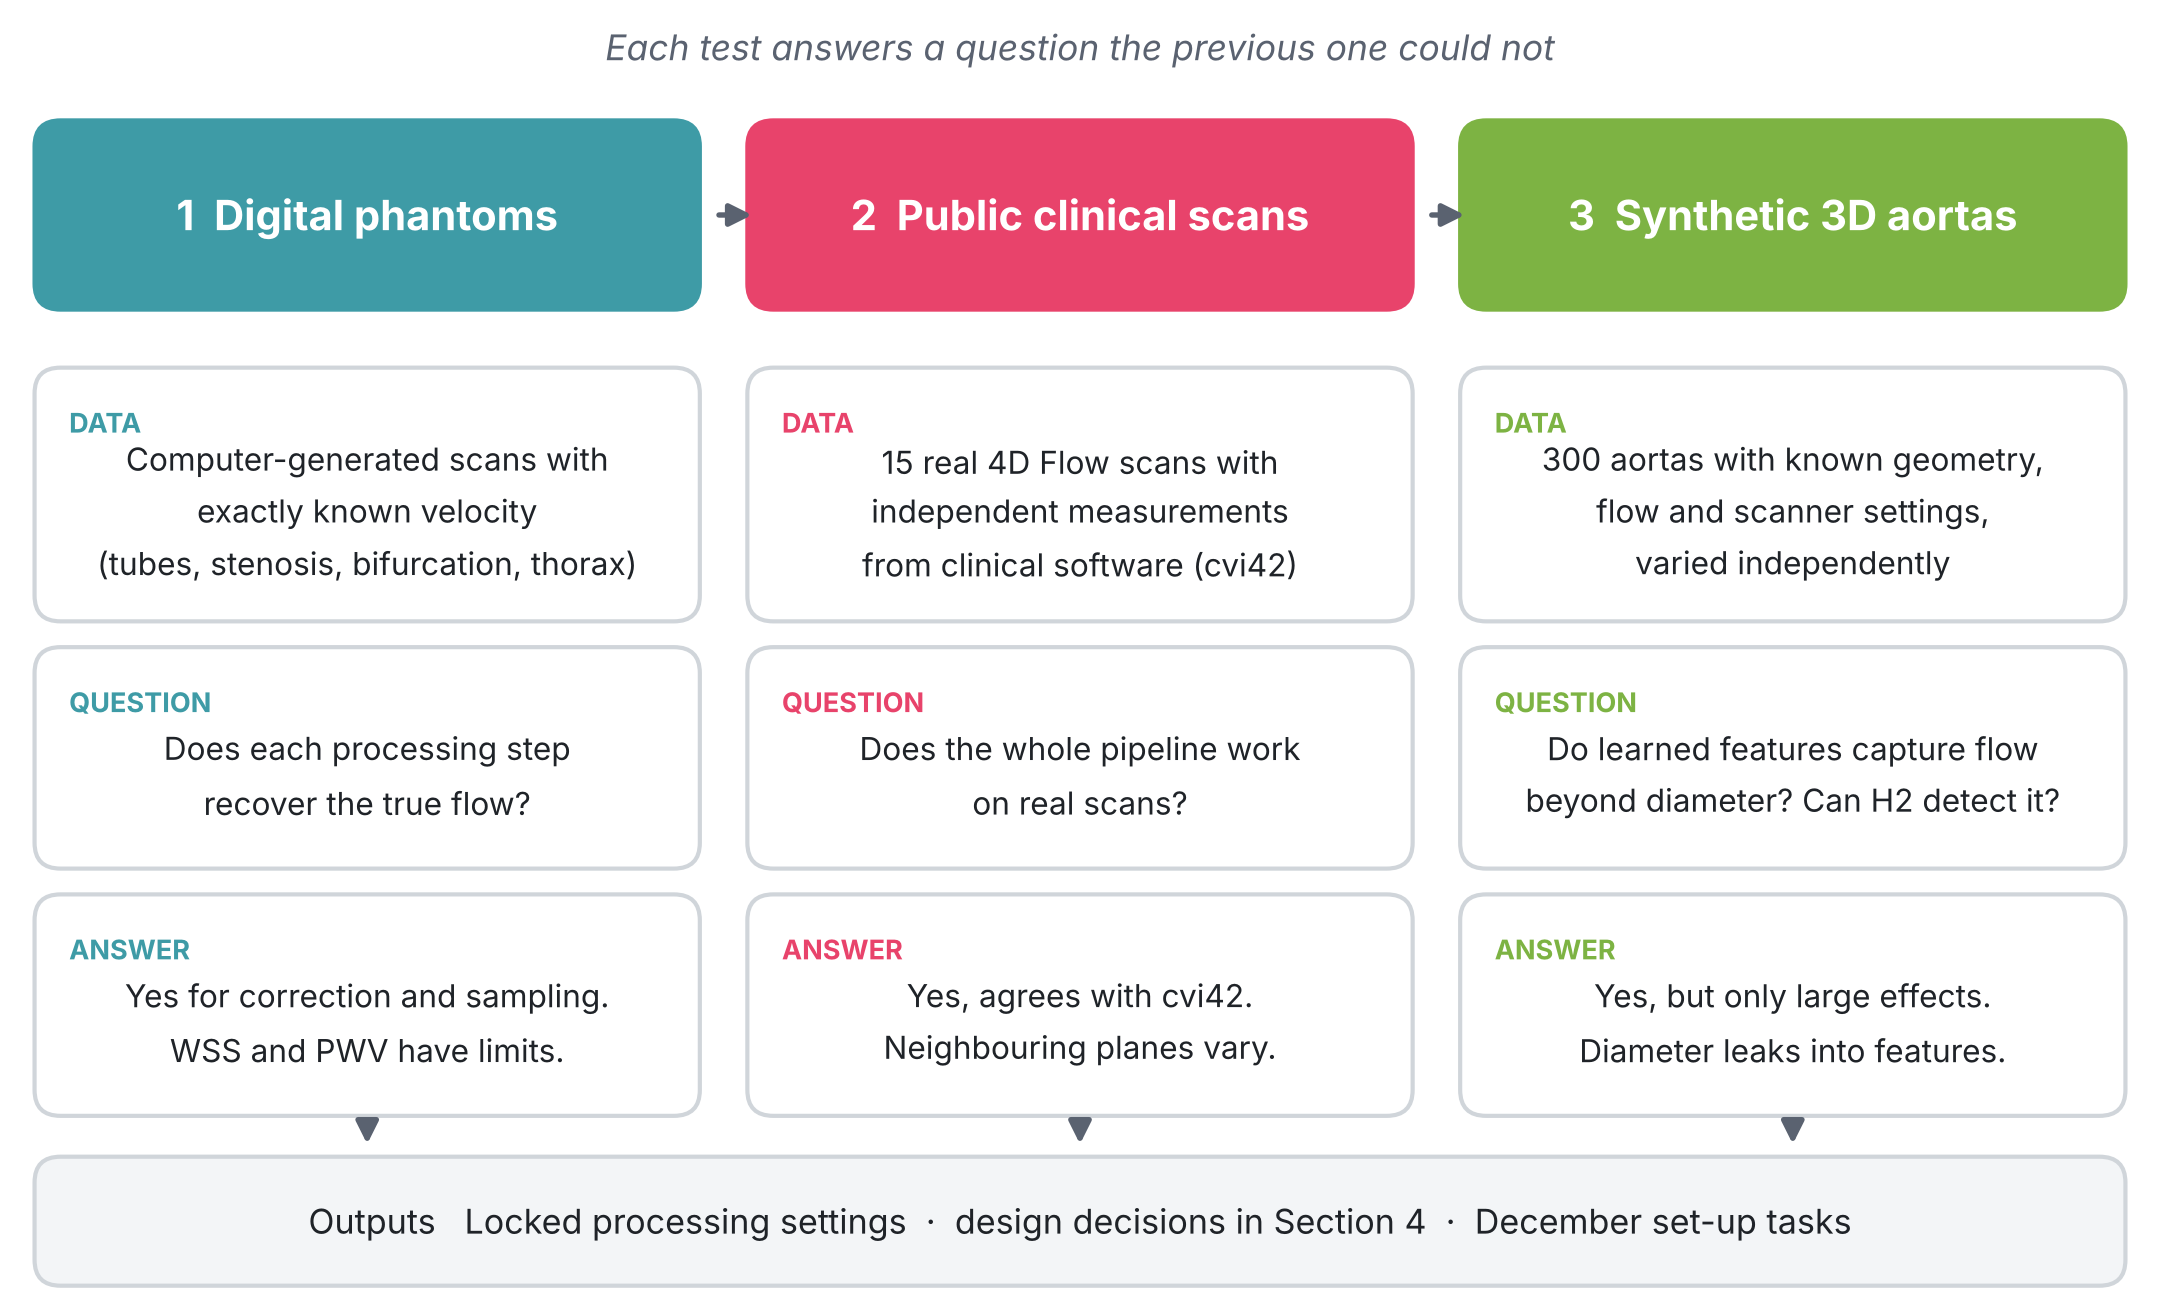 Each test answers a question the previous one could not
1 Digital phantoms
2 Public clinical scans
3 Synthetic 3D aortas
DATA
Computer-generated scans with
exactly known velocity
(tubes, stenosis, bifurcation, thorax)
DATA
15 real 4D Flow scans with
independent measurements
from clinical software (cvi42)
DATA
300 aortas with known geometry,
flow and scanner settings,
varied independently
QUESTION
Does each processing step
recover the true flow?
QUESTION
Does the whole pipeline work
on real scans?
QUESTION
Do learned features capture flow
beyond diameter? Can H2 detect it?
ANSWER
Yes for correction and sampling.
WSS and PWV have limits.
ANSWER
Yes, agrees with cvi42.
Neighbouring planes vary.
ANSWER
Yes, but only large effects.
Diameter leaks into features.
Outputs Locked processing settings · design decisions in Section 4 · December set-up tasks